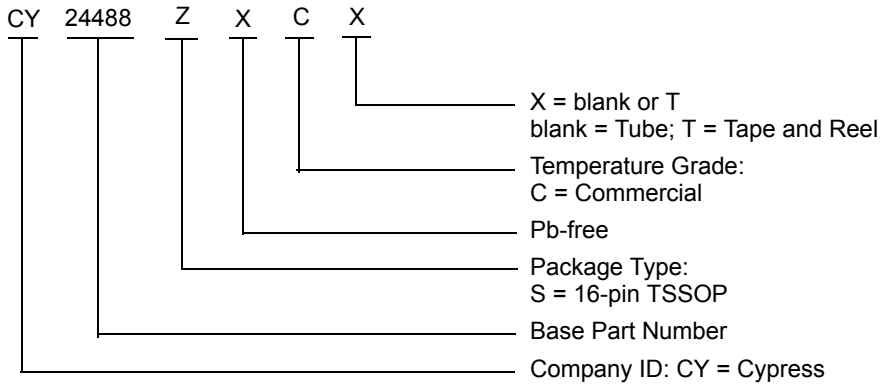 CY 24488 Z X C X
X = blank or T
blank = Tube; T = Tape and Reel
Temperature Grade:
C = Commercial
Pb-free
Package Type:
S = 16-pin TSSOP
Base Part Number
Company ID: CY = Cypress